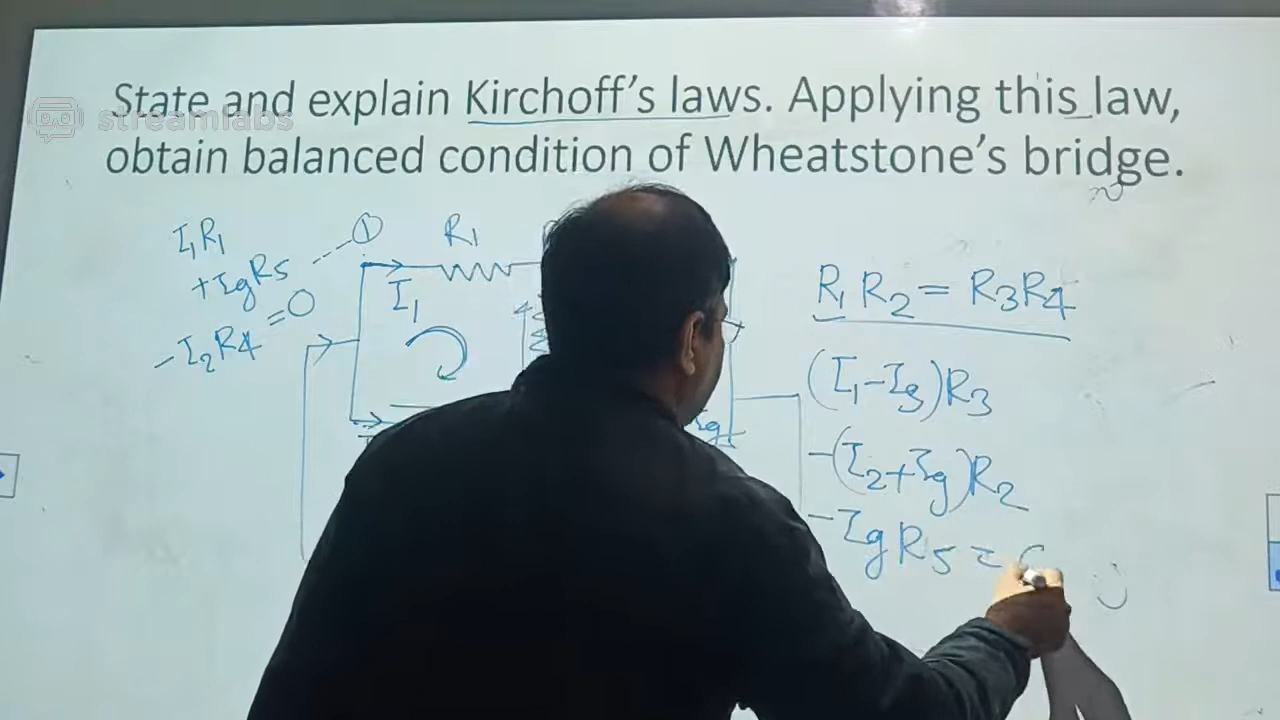 streamlabs
State and explain Kirchoff's laws. Applying this law,
obtain balanced condition of Wheatstone's bridge.
I₁R₁
+IgR5
-I₂R4 = 0
①
R₁
I₁
Ig
R₁R₂ = R₃R₄
(I₁-Ig)R₃
-(I₂+Ig)R₂
-IgR5 =